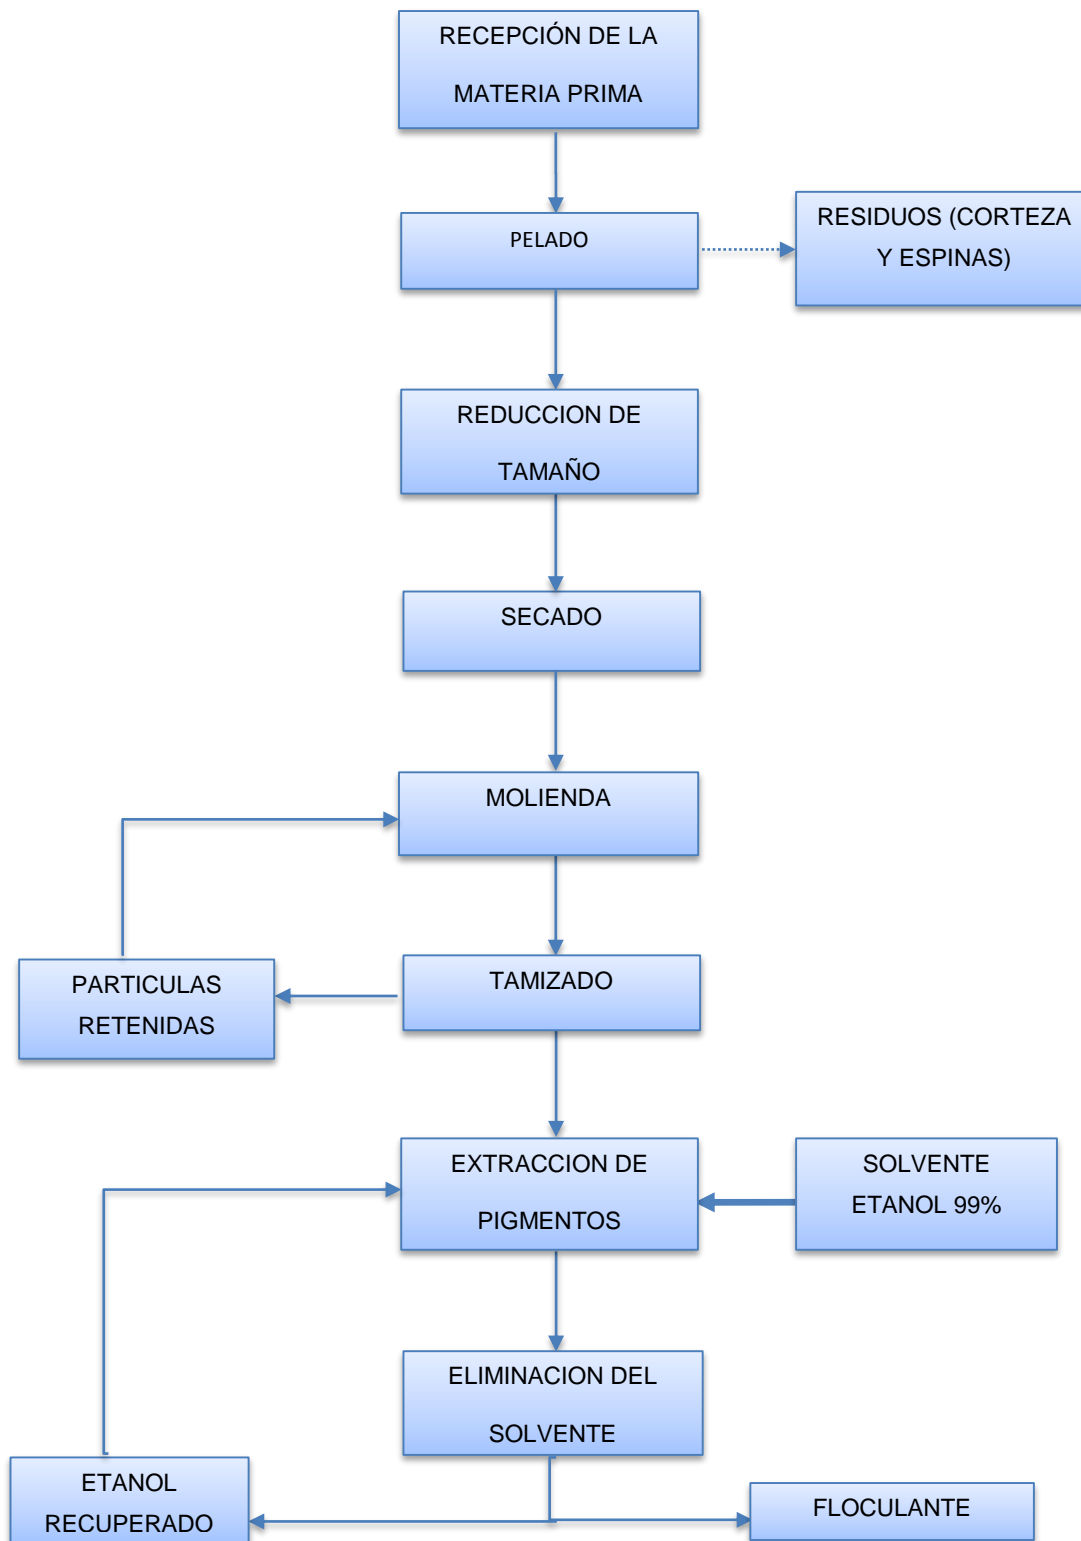 RECEPCIÓN DE LA
MATERIA PRIMA
PELADO
RESIDUOS (CORTEZA
Y ESPINAS)
REDUCCION DE
TAMAÑO
SECADO
MOLIENDA
PARTICULAS
RETENIDAS
TAMIZADO
EXTRACCION DE
PIGMENTOS
SOLVENTE
ETANOL 99%
ELIMINACION DEL
SOLVENTE
ETANOL
RECUPERADO
FLOCULANTE